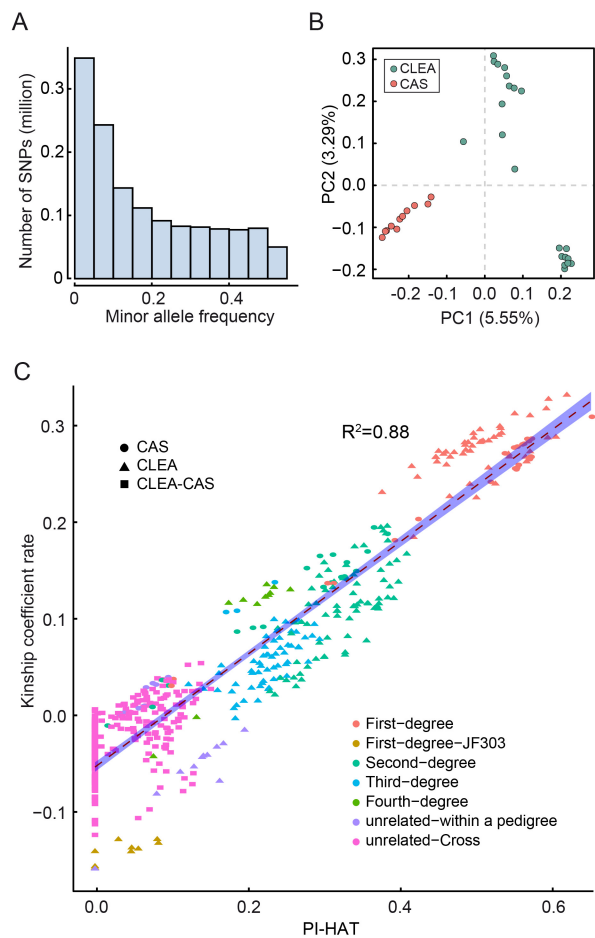 A
Number of SNPs (million)
0.3
0.2
0.1
0
0
0.2
0.4
Minor allele frequency
B
PC2 (3.29%)
0.3
0.2
0.1
0.0
−0.1
−0.2
CLEA
CAS
-0.2
-0.1
0.0
0.1
0.2
PC1 (5.55%)
C
Kinship coefficient rate
0.3
0.2
0.1
0.0
−0.1
CAS
CLEA
CLEA−CAS
R²=0.88
First−degree
First−degree−JF303
Second−degree
Third−degree
Fourth−degree
unrelated−within a pedigree
unrelated−Cross
0.0
0.2
0.4
0.6
PI-HAT